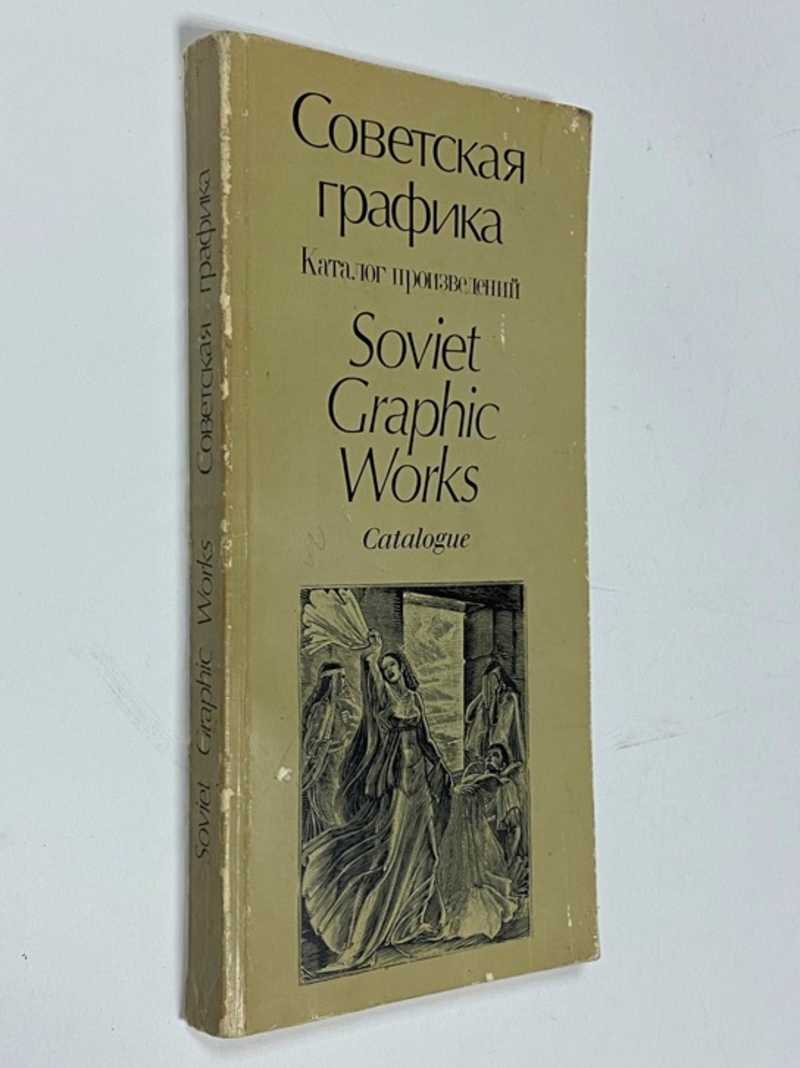 Советская
графика
Каталог произведений
Soviet
Graphic
Works
Catalogue
Soviet Graphic Works Советская графика